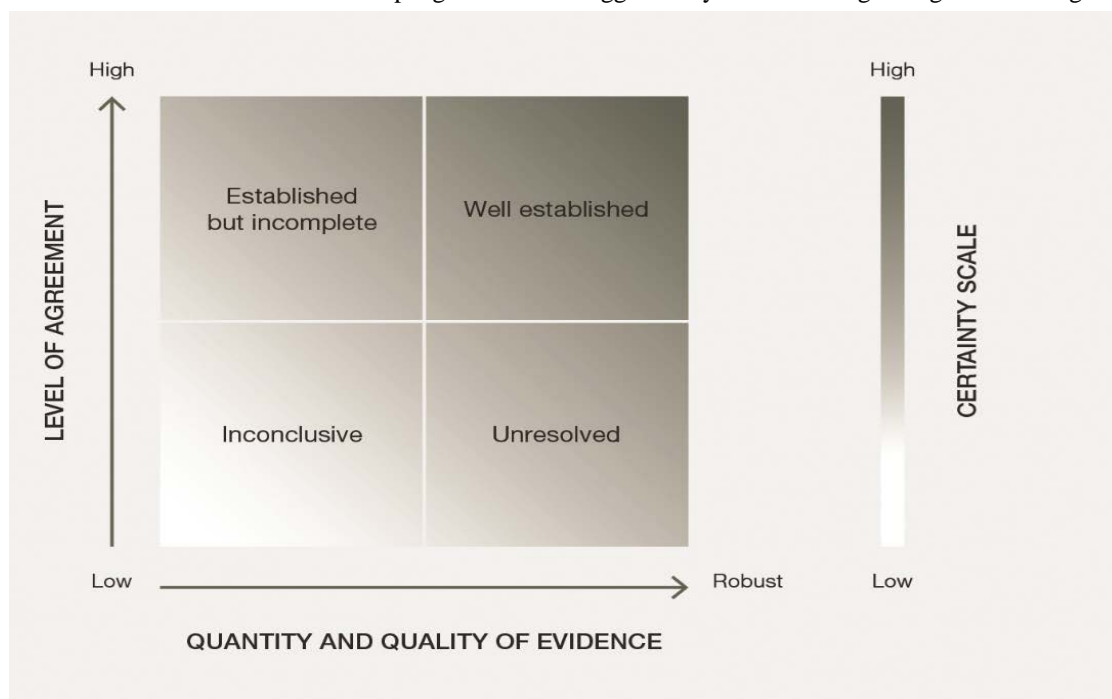 High
High
Established
but incomplete
Well established
LEVEL OF AGREEMENT
CERTAINTY SCALE
Inconclusive
Unresolved
Low
Robust
Low
QUANTITY AND QUALITY OF EVIDENCE